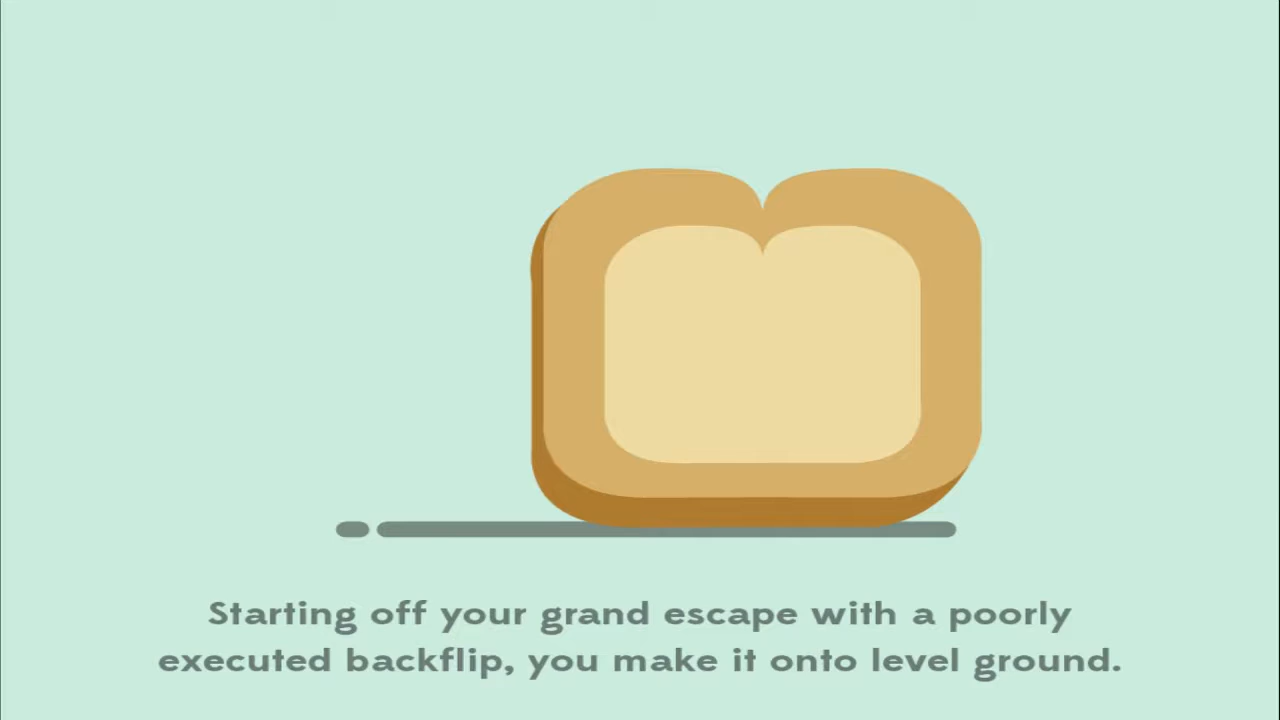 Starting off your grand escape with a poorly
executed backflip, you make it onto level ground.